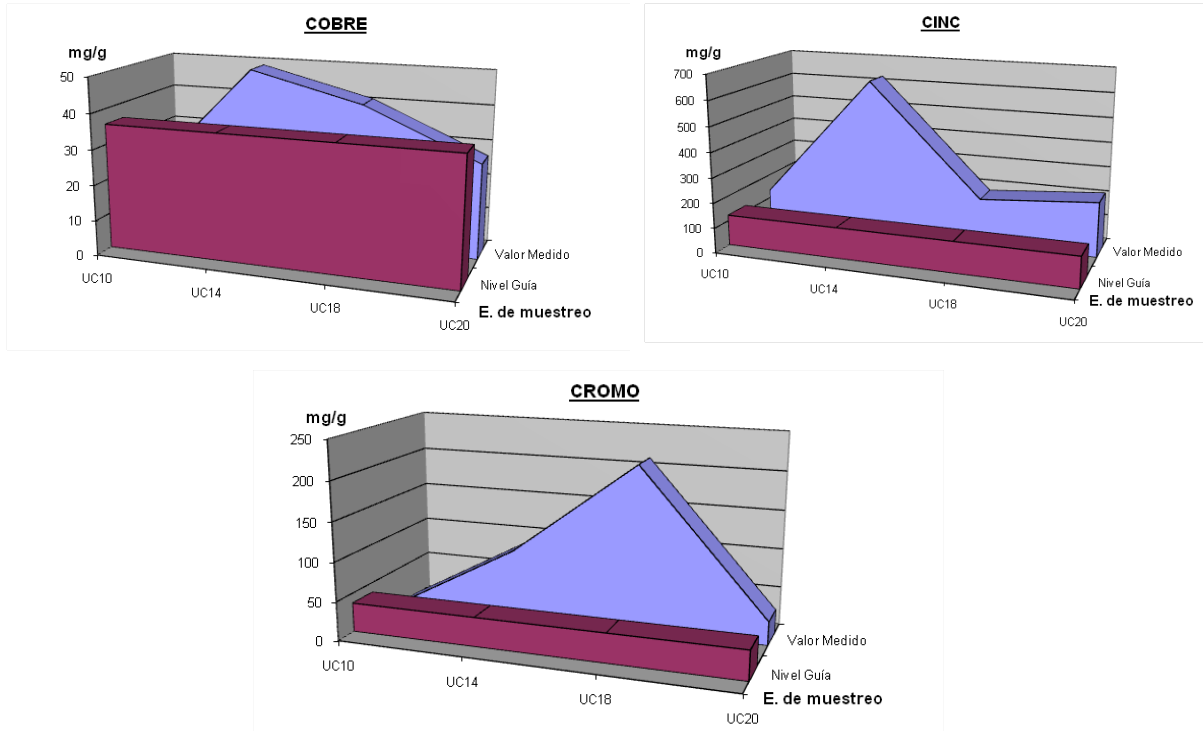 COBRE
mg/g
50
40
30
20
10
0
UC10
UC14
UC18
UC20
Valor Medido
Nivel Guía
E. de muestreo
CINC
mg/g
700
600
500
400
300
200
100
0
UC10
UC14
UC18
UC20
Valor Medido
Nivel Guía
E. de muestreo
CROMO
mg/g
250
200
150
100
50
0
UC10
UC14
UC18
UC20
Valor Medido
Nivel Guía
E. de muestreo